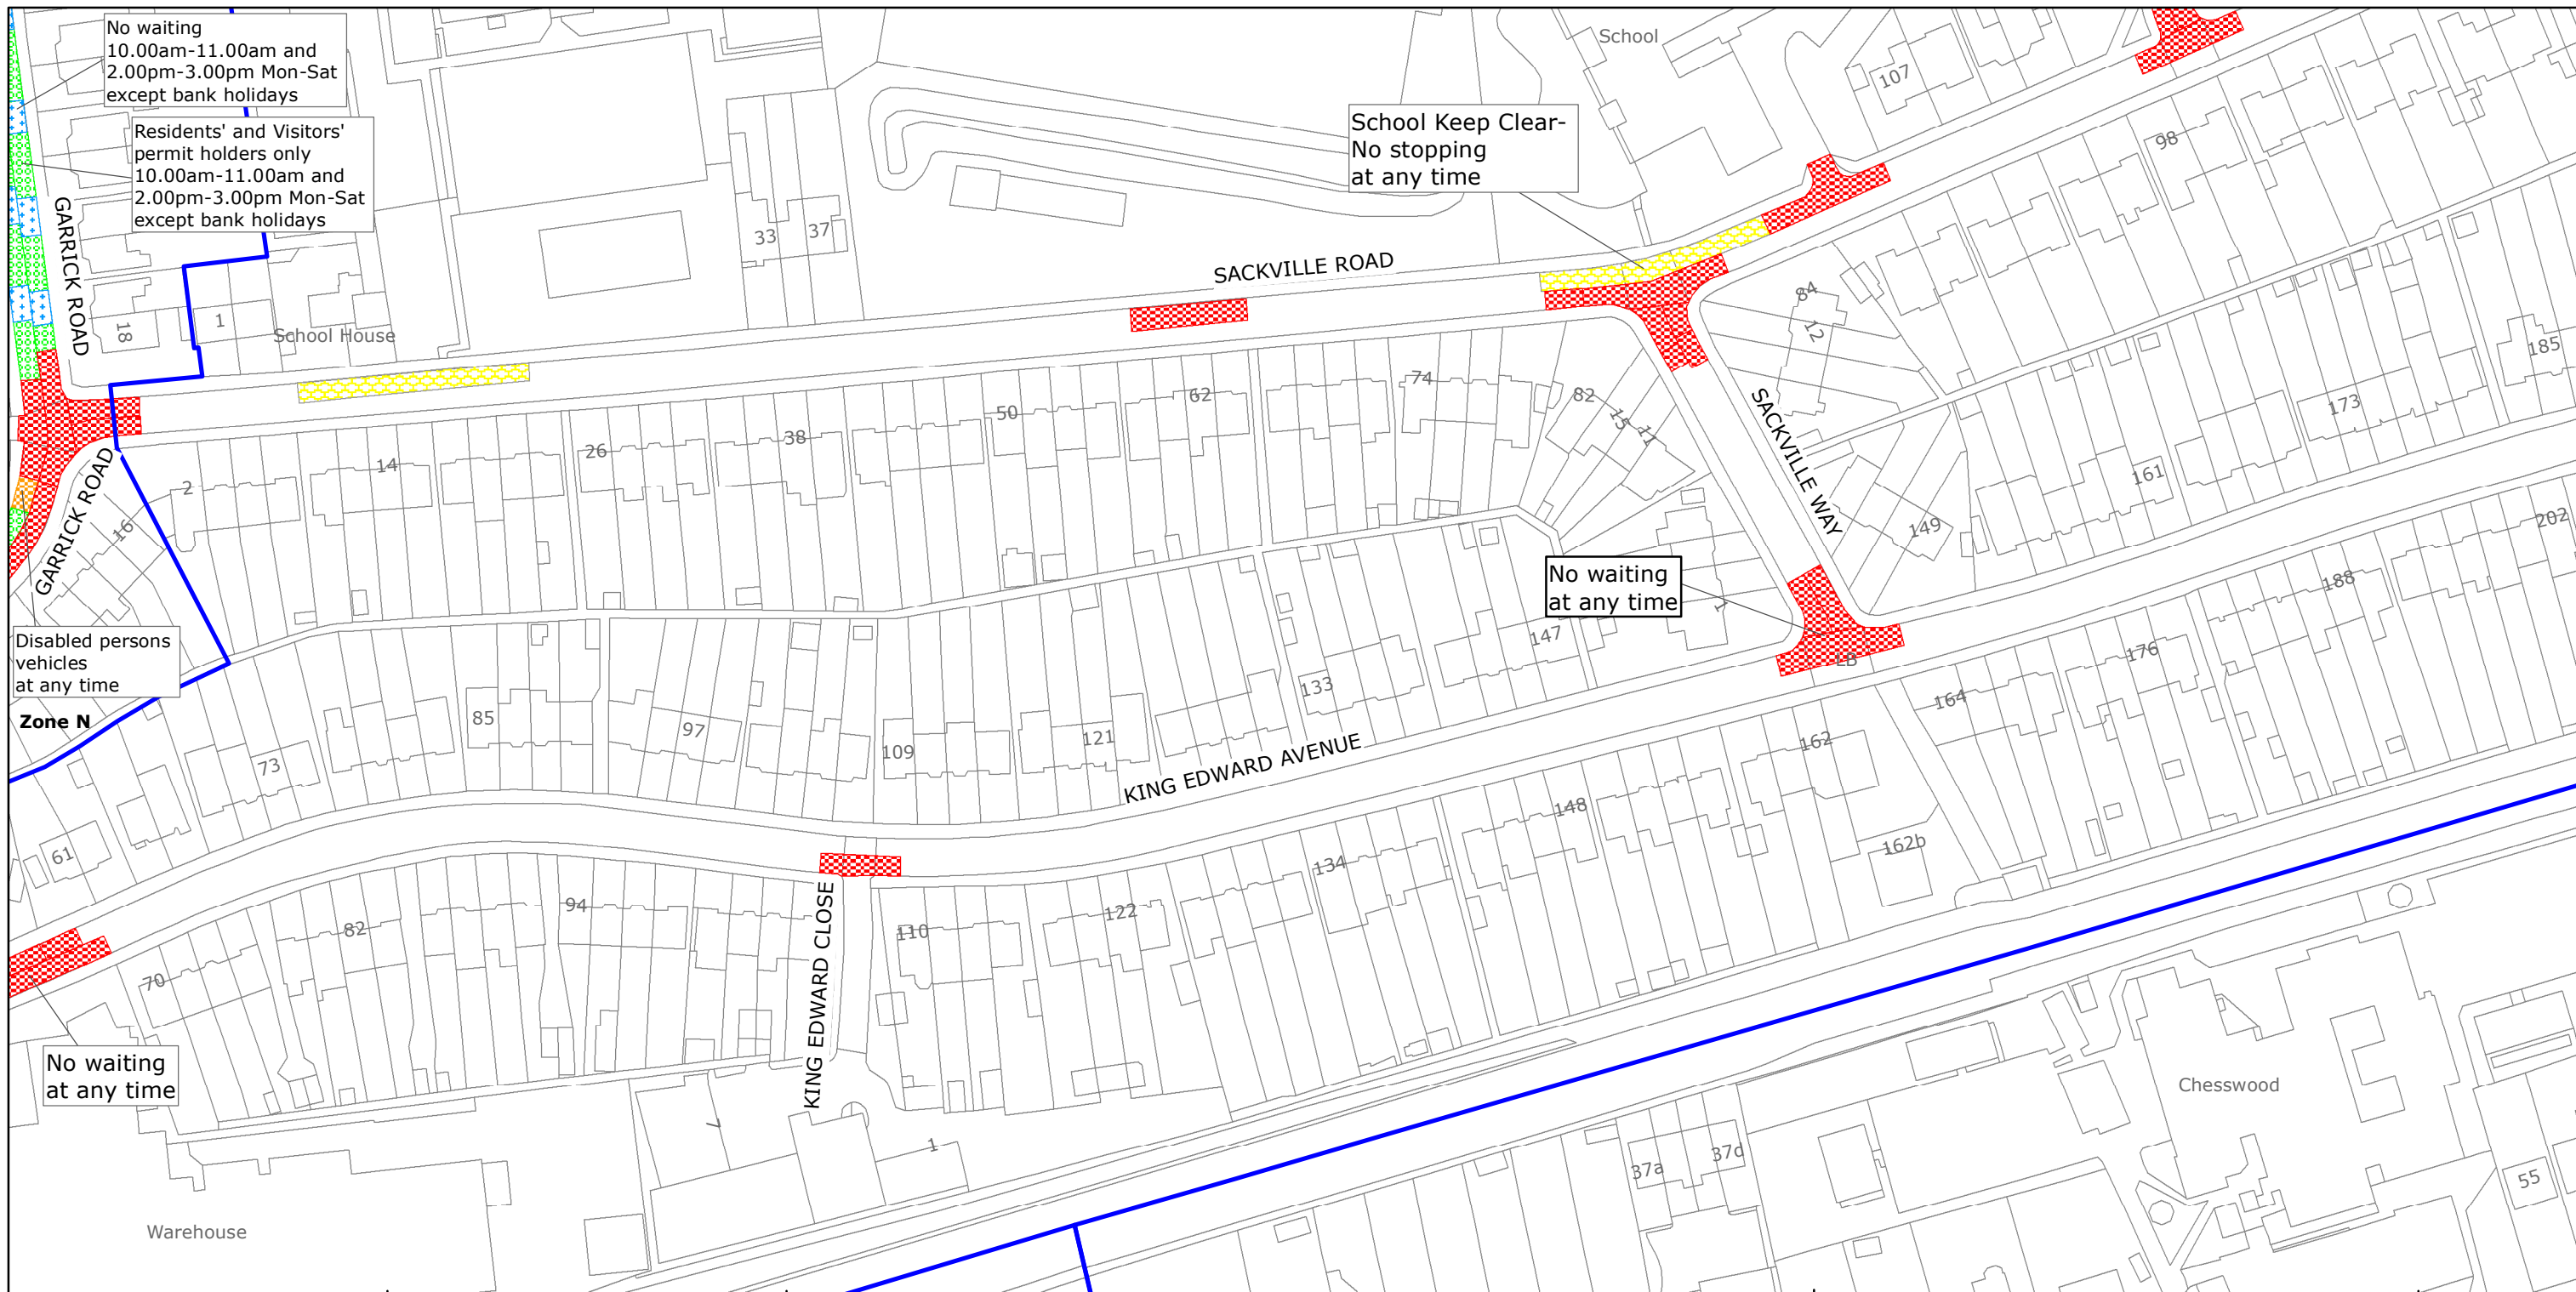 No waiting
10.00am-11.00am and
2.00pm-3.00pm Mon-Sat
except bank holidays
Residents' and Visitors'
permit holders only
10.00am-11.00am and
2.00pm-3.00pm Mon-Sat
except bank holidays
School
107
98
School Keep Clear-
No stopping
at any time
33
37
GARRICK ROAD
SACKVILLE ROAD
18
1
School House
84
12
185
62
74
82
15
11
173
50
38
26
14
2
16
GARRICK ROAD
SACKVILLE WAY
161
149
202
No waiting
at any time
1
188
147
176
LB
164
Disabled persons
vehicles
at any time
Zone N
133
85
97
109
121
73
KING EDWARD AVENUE
162
148
162b
61
134
94
82
110
122
70
KING EDWARD CLOSE
No waiting
at any time
7
1
Chesswood
37a
37d
55
Warehouse